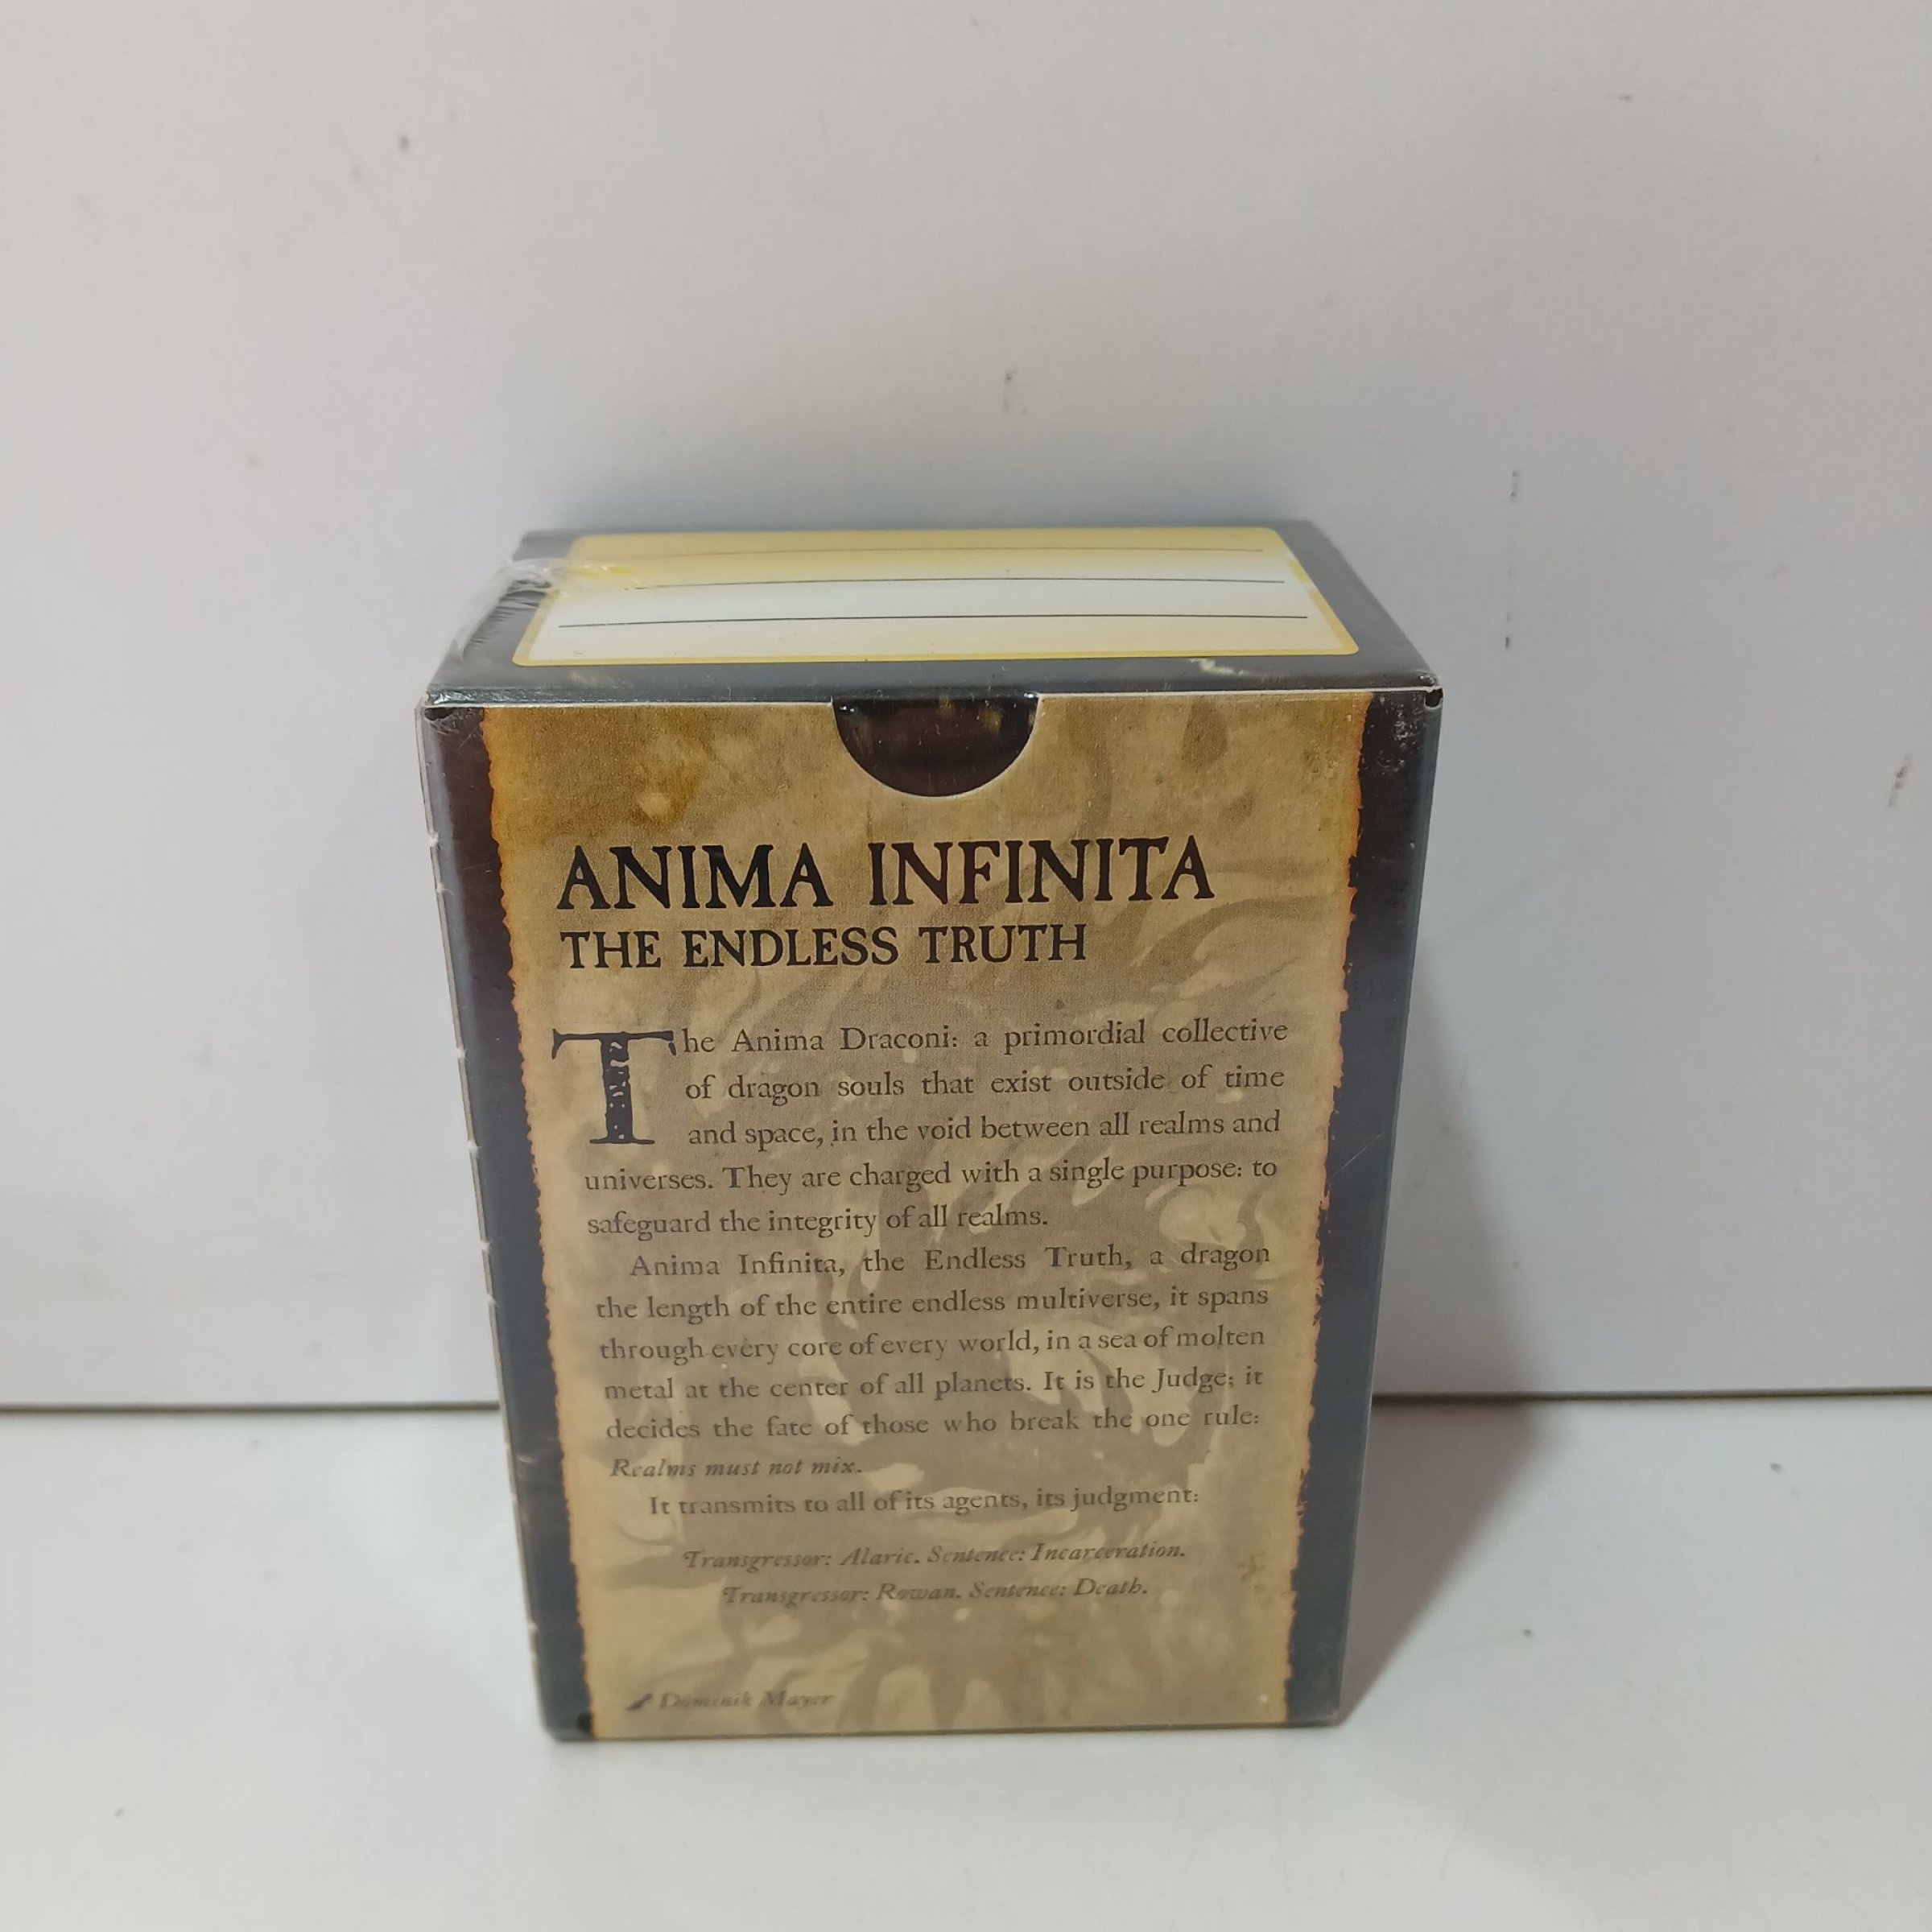 ANIMA INFINITA
THE ENDLESS TRUTH
The Anima Draconi: a primordial collective
of dragon souls that exist outside of time
and space, in the void between all realms and
universes. They are charged with a single purpose: to
safeguard the integrity of all realms.
Anima Infinita, the Endless Truth, a dragon
the length of the entire endless multiverse, it spans
through every core of every world, in a sea of molten
metal at the center of all planets. It is the Judge; it
decides the fate of those who break the one rule:
Realms must not mix.
It transmits to all of its agents, its judgment:
Transgressor: Alaric. Sentence: Incarceration.
Transgressor: Rowan. Sentence: Death.
Dominik Mayer